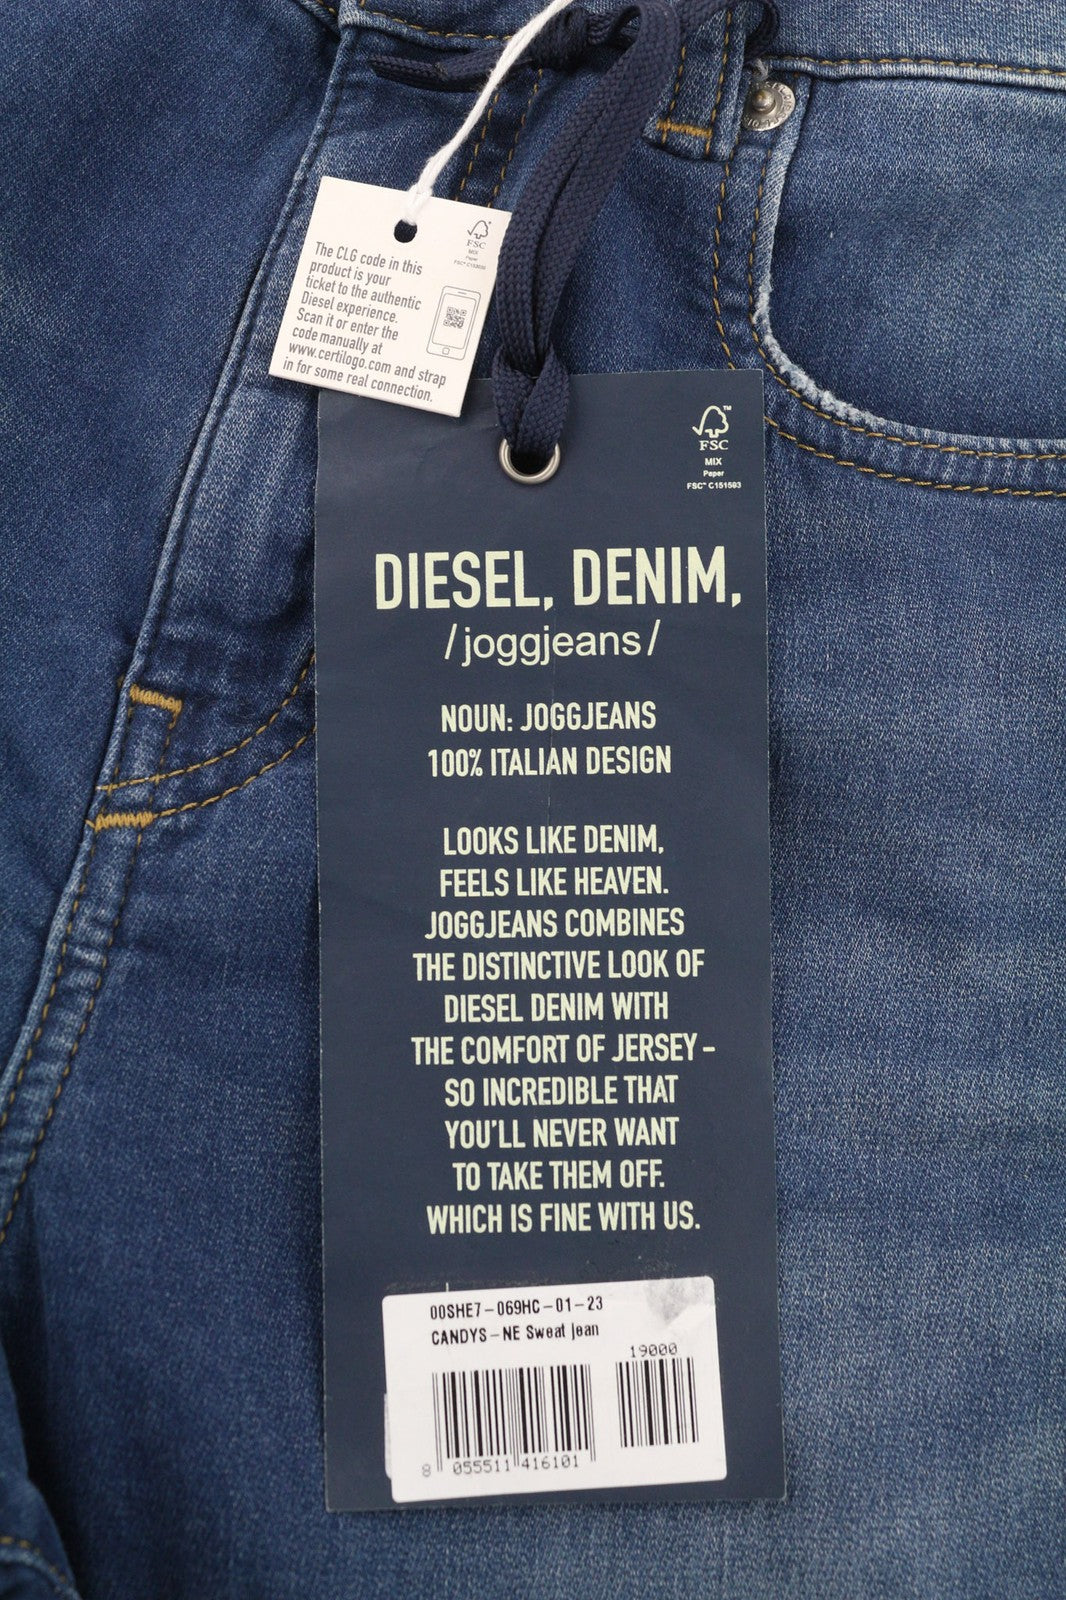 The CLG code in this
product is your
ticket to the authentic
Diesel experience.
Scan it or enter the
code manually at
www.certilogo.com and strap
in for some real connection.
FSC
MIX
Paper
FSC™
FSC
MIX
Paper
FSC™ C151503
DIESEL, DENIM,
/joggjeans/
NOUN: JOGGJEANS
100% ITALIAN DESIGN
LOOKS LIKE DENIM,
FEELS LIKE HEAVEN.
JOGGJEANS COMBINES
THE DISTINCTIVE LOOK OF
DIESEL DENIM WITH
THE COMFORT OF JERSEY -
SO INCREDIBLE THAT
YOU'LL NEVER WANT
TO TAKE THEM OFF.
WHICH IS FINE WITH US.
00SHE7-069HC-01-23
CANDYS-NE Sweat jean
19000
8 055511 416101